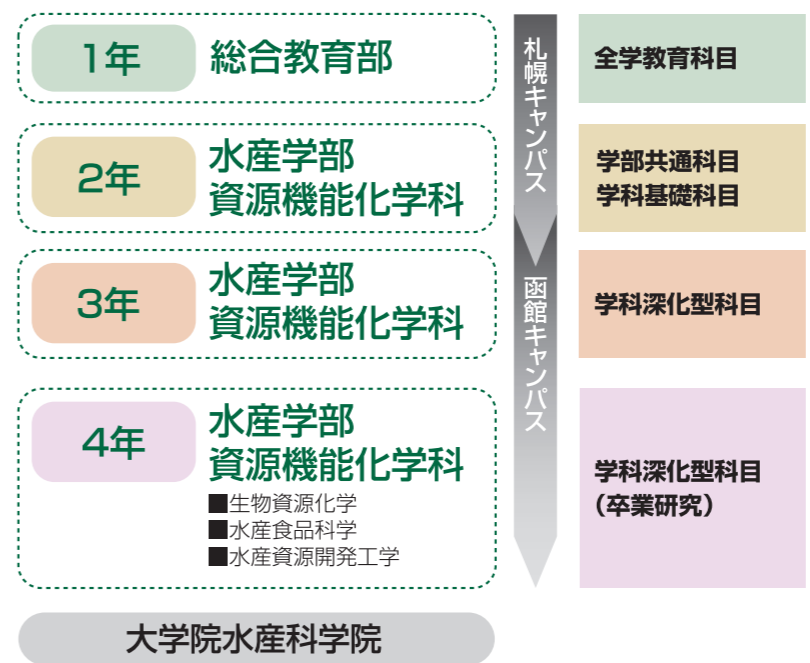 1年
総合教育部
全学教育科目
2年
水産学部
資源機能化学科
学部共通科目
学科基礎科目
札幌キャンパス
3年
水産学部
資源機能化学科
学科深化型科目
函館キャンパス
4年
水産学部
資源機能化学科
■生物資源化学
■水産食品科学
■水産資源開発工学
学科深化型科目
(卒業研究)
大学院水産科学院